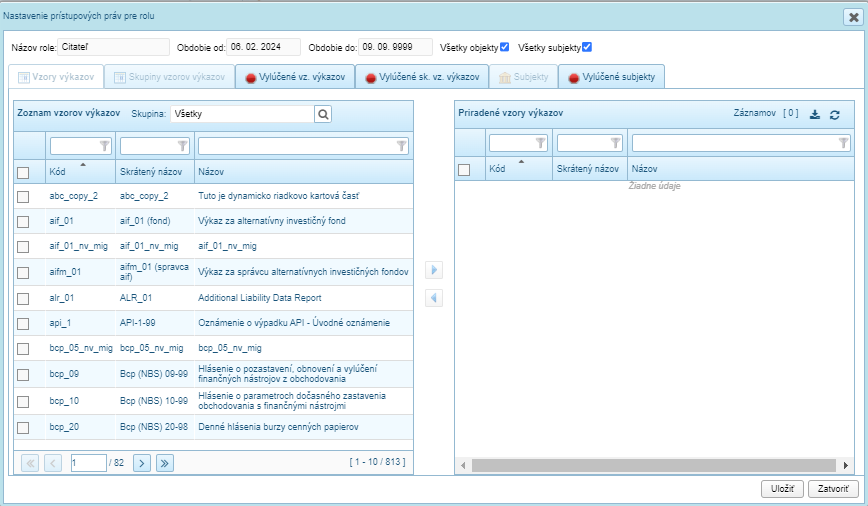 Nastavenie prístupových práv pre rolu
Názov role: Čitateľ Obdobie od: 06. 02. 2024 Obdobie do: 09. 09. 9999 Všetky objekty Všetky subjekty
Vzory výkazov Skupiny vzorov výkazov Vylúčené vz. výkazov Vylúčené sk. vz. výkazov Subjekty Vylúčené subjekty
Zoznam vzorov výkazov Skupina: Všetky
Kód Skrátený názov Názov
abc_copy_2 abc_copy_2 Tuto je dynamicko riadkovo kartová časť
aif_01 aif_01 (fond) Výkaz za alternatívny investičný fond
aif_01_nv_mig aif_01_nv_mig aif_01_nv_mig
aifm_01 aifm_01 (spravca aif) Výkaz za správcu alternatívnych investičných fondov
alr_01 ALR_01 Additional Liability Data Report
api_1 API-1-99 Oznámenie o výpadku API - Úvodné oznámenie
bcp_05_nv_mig bcp_05_nv_mig bcp_05_nv_mig
bcp_09 Bcp (NBS) 09-99 Hlásenie o pozastavení, obnovení a vylúčení finančných nástrojov z obchodovania
bcp_10 Bcp (NBS) 10-99 Hlásenie o parametroch dočasného zastavenia obchodovania s finančnými nástrojmi
bcp_20 Bcp (NBS) 20-98 Denné hlásenia burzy cenných papierov
1 / 82 [ 1 - 10 / 813 ]
Priradené vzory výkazov Záznamov [ 0 ]
Kód Skrátený názov Názov
Žiadne údaje
Uložiť Zatvoriť